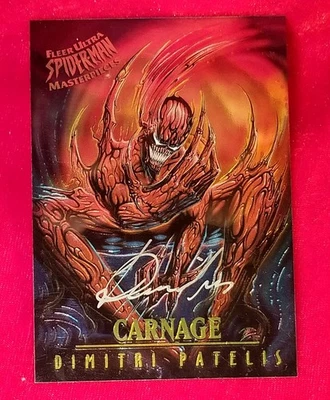 FLEER ULTRA
SPIDER-MAN
MASTERPIECES
CARNAGE
DIMITRI PATELIS